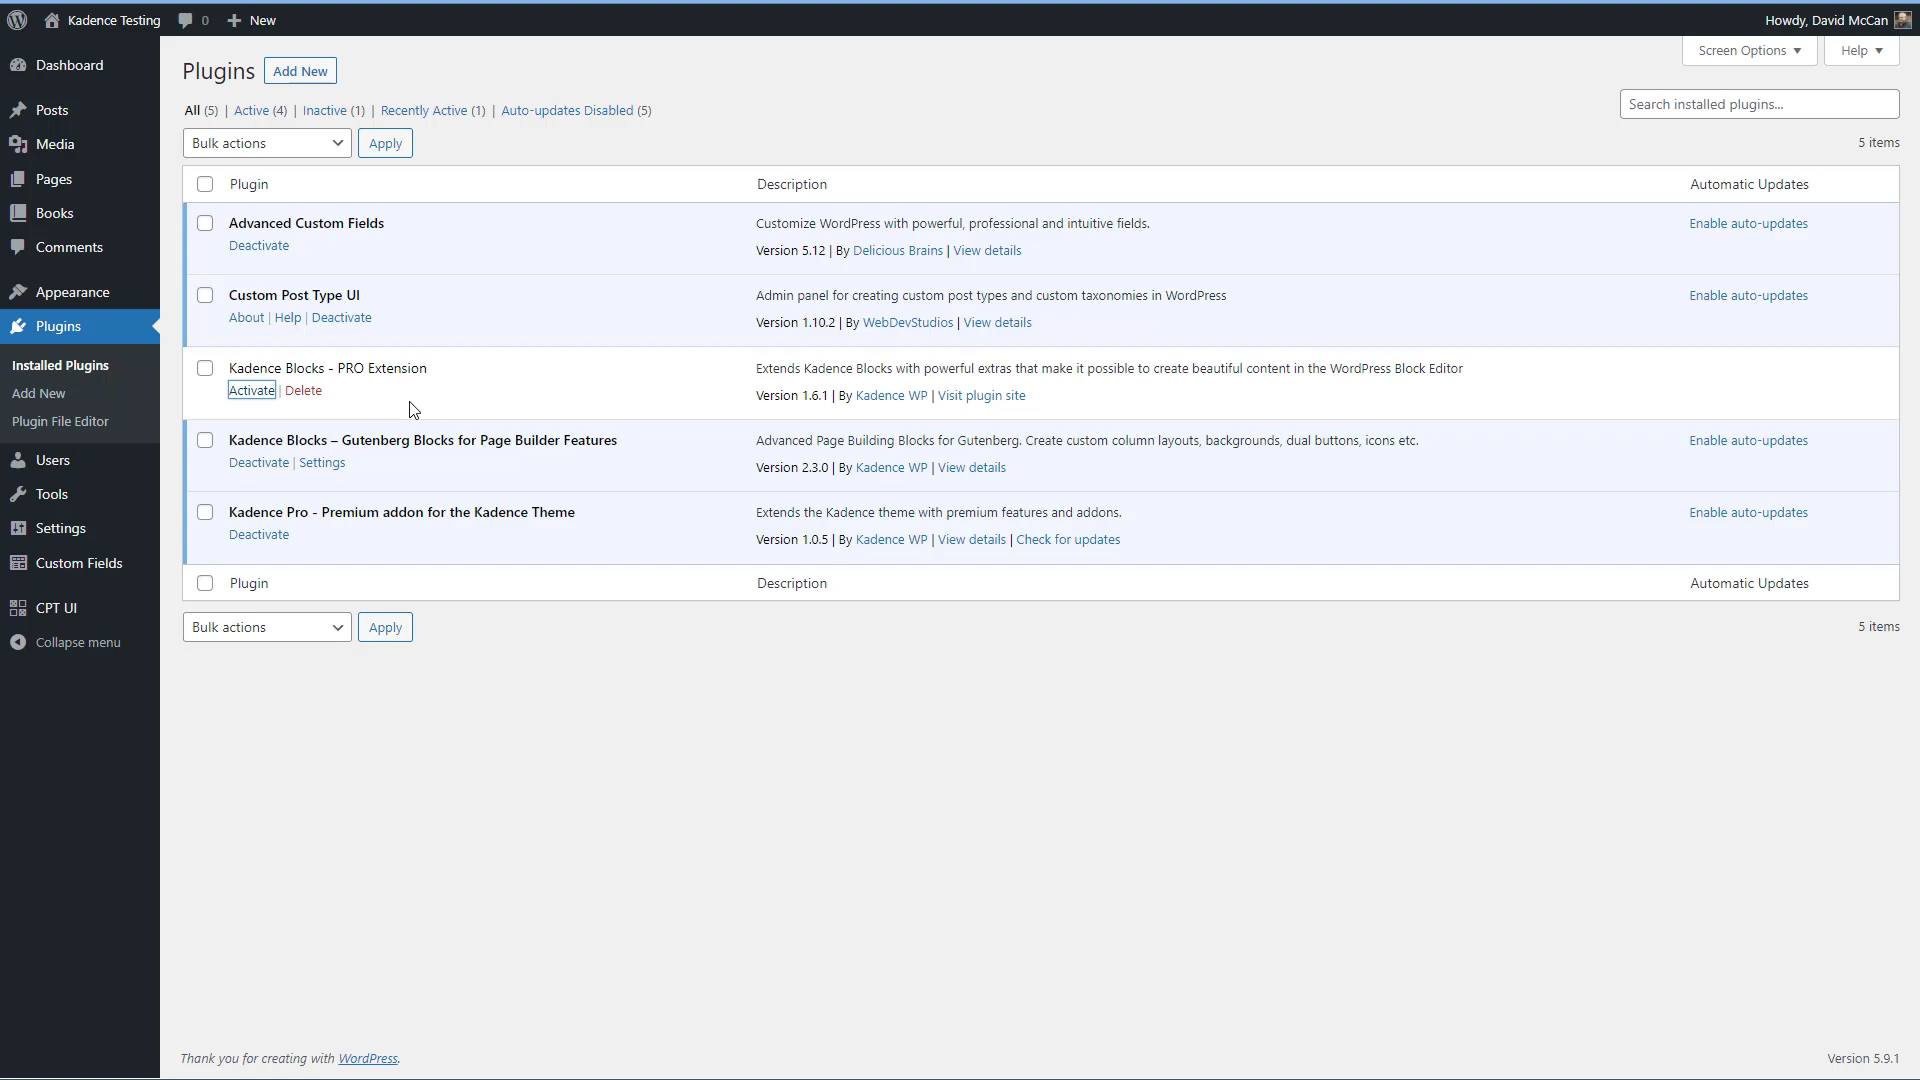 Kadence Testing 0 New Howdy, David McCan
Screen Options Help
Dashboard
Posts
Media
Pages
Books
Comments
Appearance
Plugins
Installed Plugins
Add New
Plugin File Editor
Users
Tools
Settings
Custom Fields
CPT UI
Collapse menu
Plugins Add New
All (5) | Active (4) | Inactive (1) | Recently Active (1) | Auto-updates Disabled (5)
Search installed plugins...
Bulk actions Apply 5 items
Plugin Description Automatic Updates
Advanced Custom Fields Customize WordPress with powerful, professional and intuitive fields. Enable auto-updates
Deactivate Version 5.12 | By Delicious Brains | View details
Custom Post Type UI Admin panel for creating custom post types and custom taxonomies in WordPress Enable auto-updates
About | Help | Deactivate Version 1.10.2 | By WebDevStudios | View details
Kadence Blocks - PRO Extension Extends Kadence Blocks with powerful extras that make it possible to create beautiful content in the WordPress Block Editor
Activate | Delete Version 1.6.1 | By Kadence WP | Visit plugin site
Kadence Blocks – Gutenberg Blocks for Page Builder Features Advanced Page Building Blocks for Gutenberg. Create custom column layouts, backgrounds, dual buttons, icons etc. Enable auto-updates
Deactivate | Settings Version 2.3.0 | By Kadence WP | View details
Kadence Pro - Premium addon for the Kadence Theme Extends the Kadence theme with premium features and addons. Enable auto-updates
Deactivate Version 1.0.5 | By Kadence WP | View details | Check for updates
Plugin Description Automatic Updates
Bulk actions Apply 5 items
Thank you for creating with WordPress. Version 5.9.1